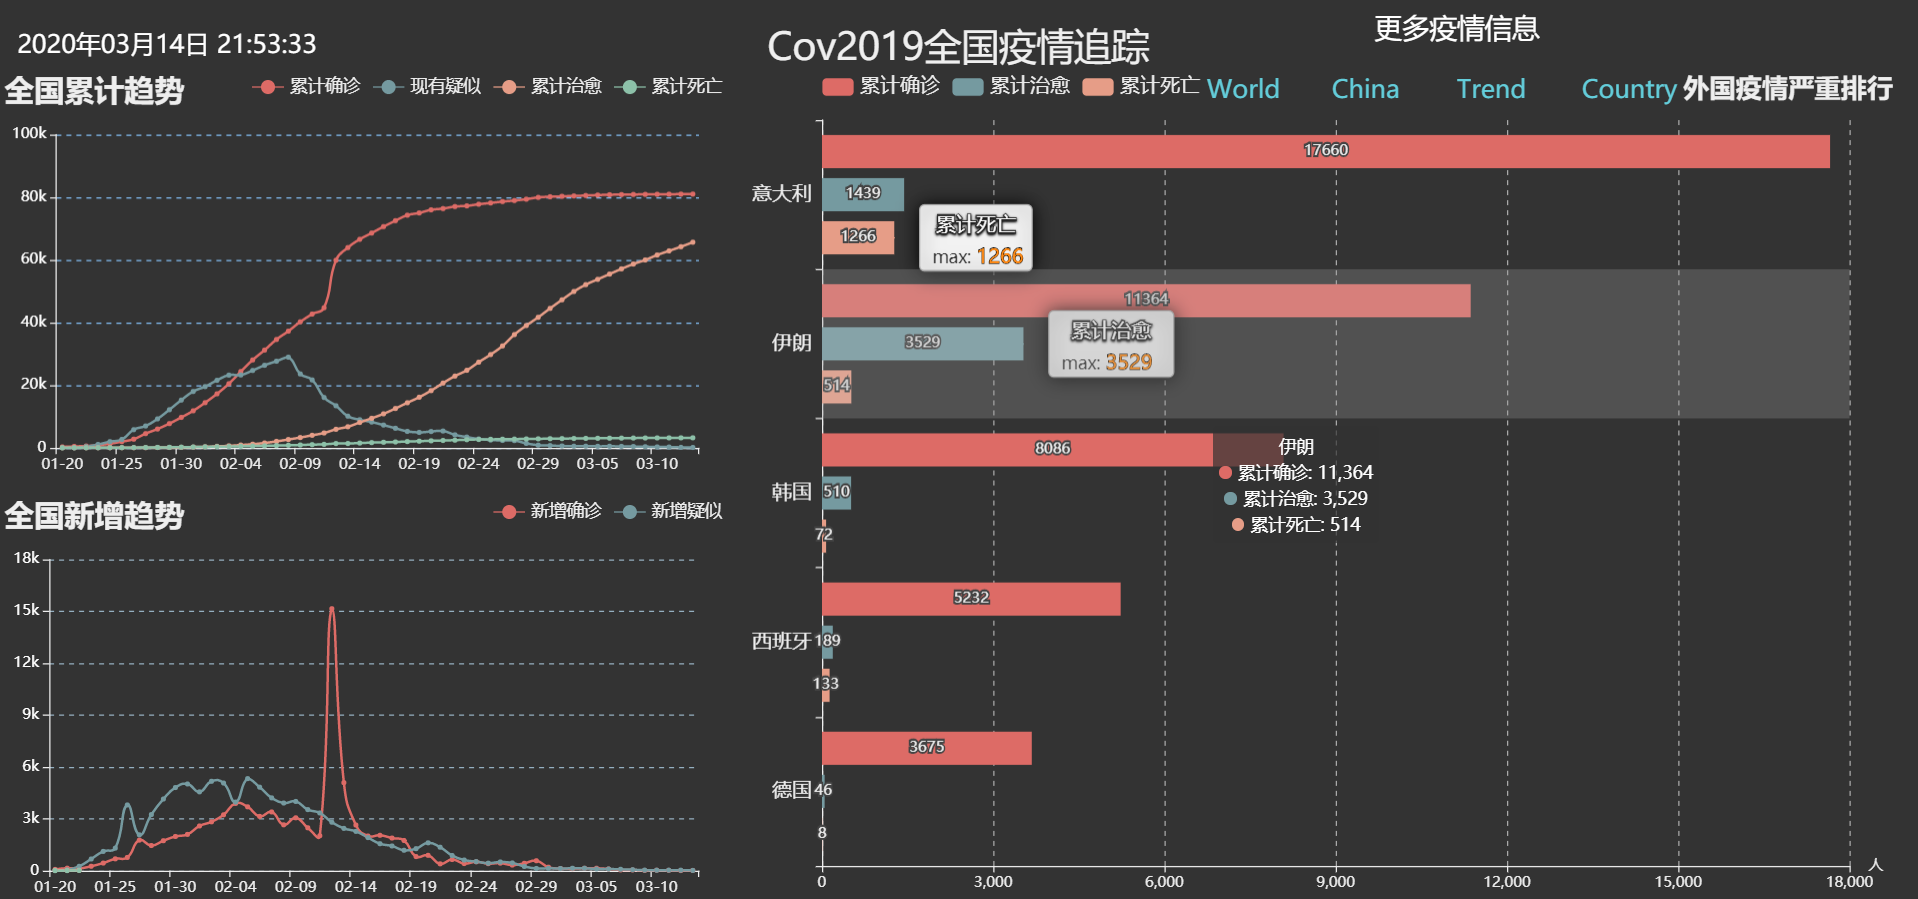 2020年03月14日 21:53:33
Cov2019全国疫情追踪
更多疫情信息
全国累计趋势
累计确诊 现有疑似 累计治愈 累计死亡
100k
80k
60k
40k
20k
0
01-20 01-25 01-30 02-04 02-09 02-14 02-19 02-24 02-29 03-05 03-10
全国新增趋势
新增确诊 新增疑似
18k
15k
12k
9k
6k
3k
0
01-20 01-25 01-30 02-04 02-09 02-14 02-19 02-24 02-29 03-05 03-10
累计确诊 累计治愈 累计死亡
World China Trend Country
外国疫情严重排行
17660
意大利 1439
1266
累计死亡
max: 1266
11364
伊朗 3529
514
累计治愈
max: 3529
8086
韩国 510
72
伊朗
累计确诊: 11,364
累计治愈: 3,529
累计死亡: 514
5232
西班牙 189
133
3675
德国 46
8
人
0 3,000 6,000 9,000 12,000 15,000 18,000